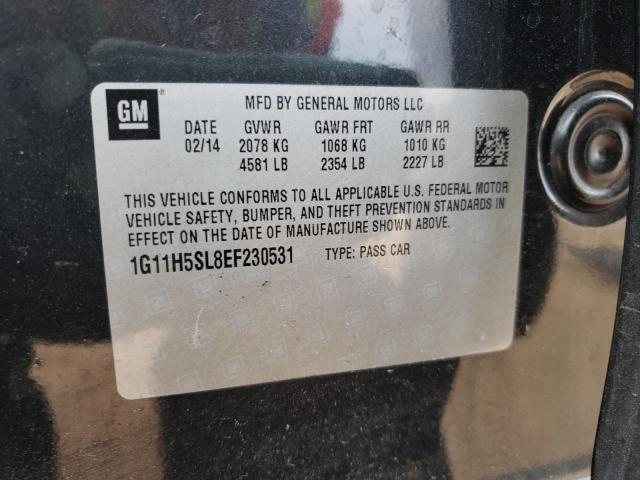 GM
MFD BY GENERAL MOTORS LLC
DATE GVWR GAWR FRT GAWR RR
02/14 2078 KG 1068 KG 1010 KG
4581 LB 2354 LB 2227 LB
THIS VEHICLE CONFORMS TO ALL APPLICABLE U.S. FEDERAL MOTOR
VEHICLE SAFETY, BUMPER, AND THEFT PREVENTION STANDARDS IN
EFFECT ON THE DATE OF MANUFACTURE SHOWN ABOVE.
1G11H5SL8EF230531 TYPE: PASS CAR